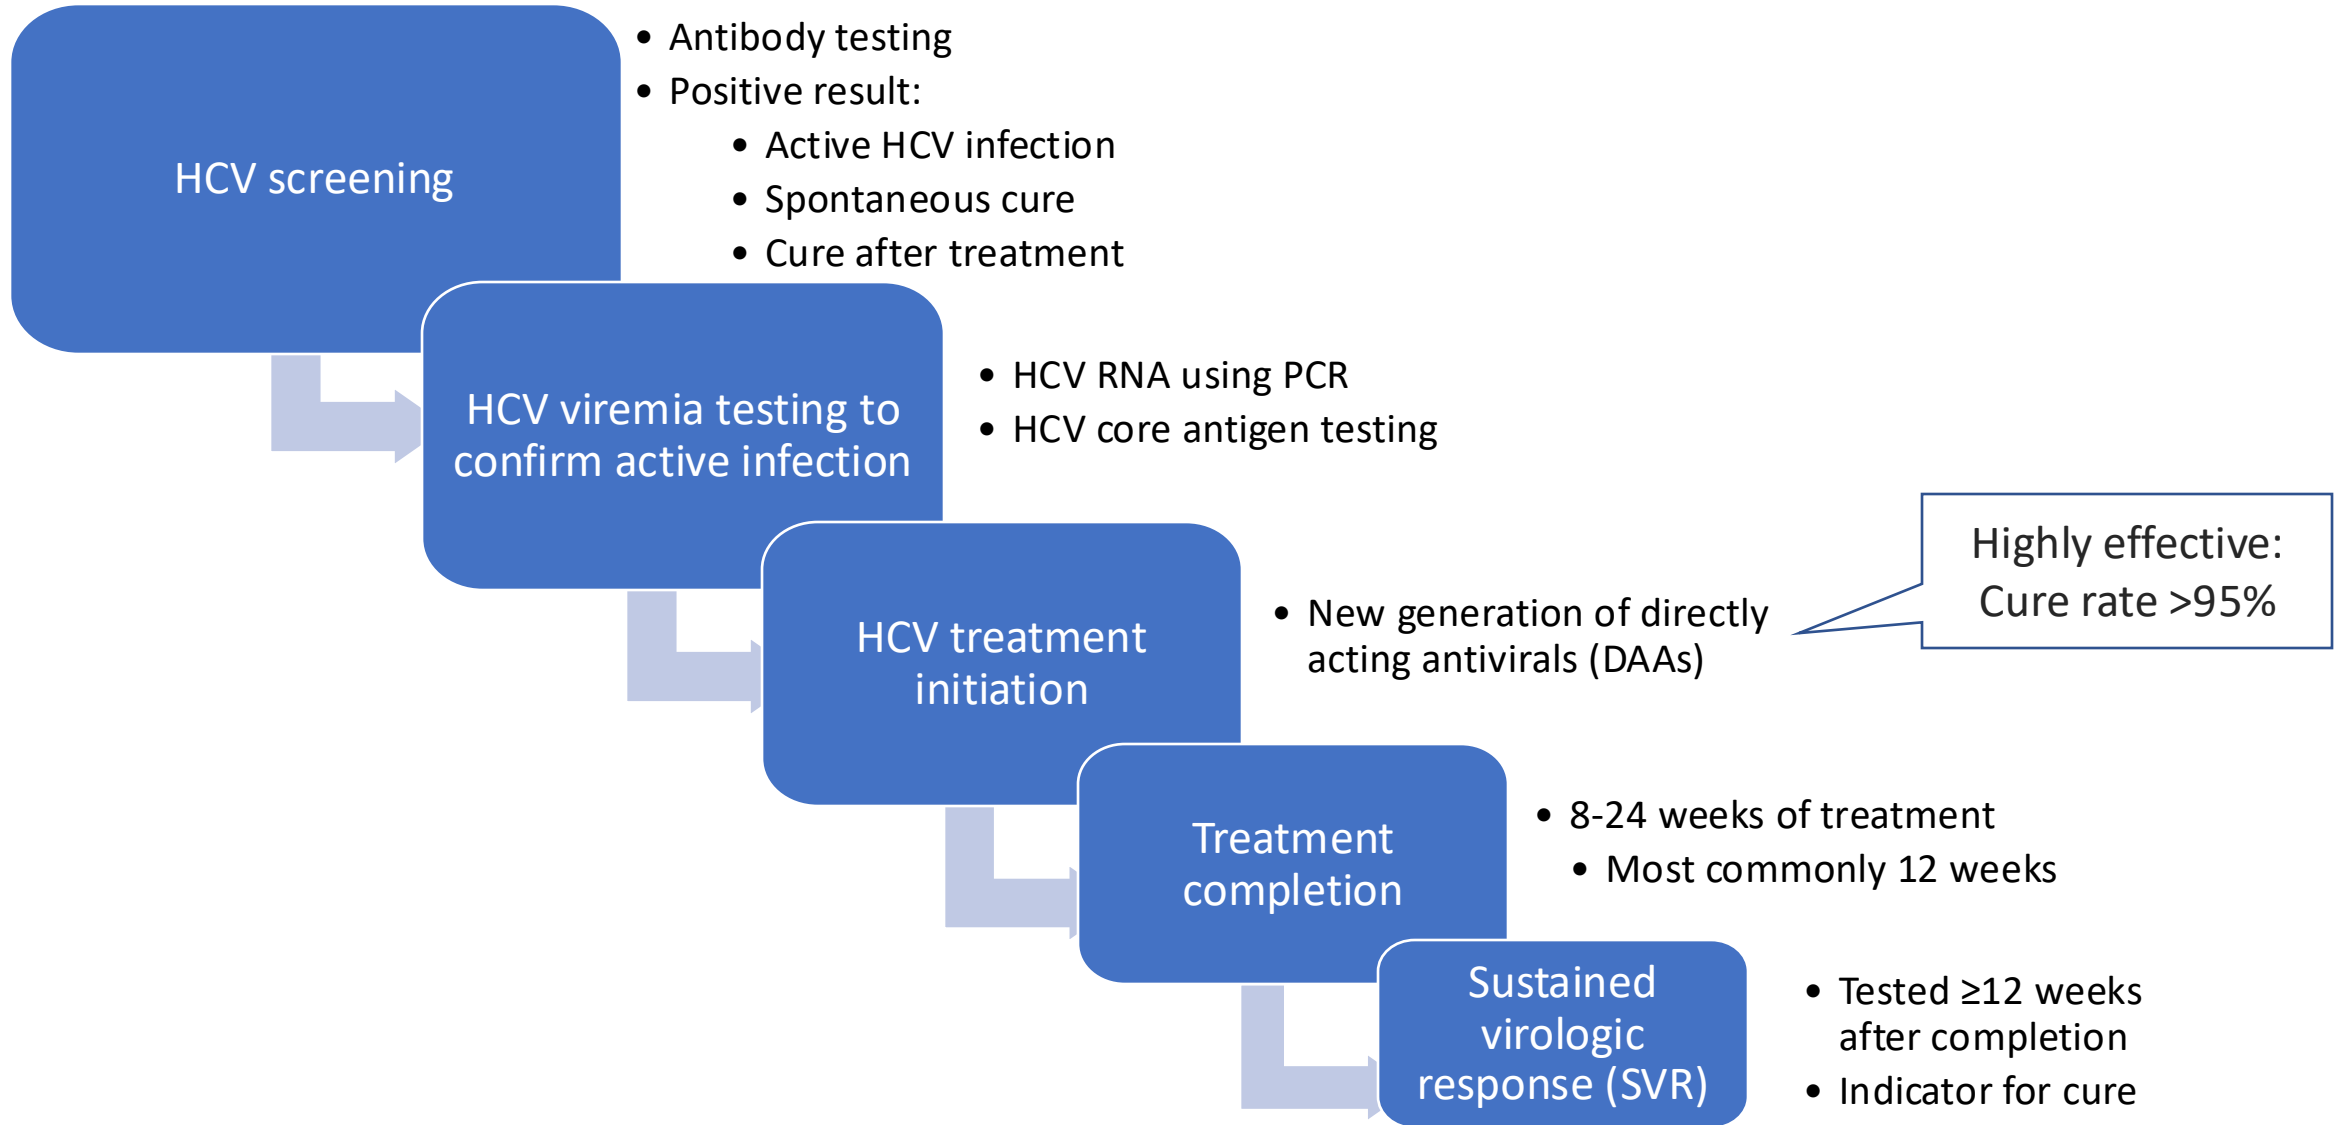 HCV screening
• Antibody testing
• Positive result:
• Active HCV infection
• Spontaneous cure
• Cure after treatment
HCV viremia testing to
confirm active infection
• HCV RNA using PCR
• HCV core antigen testing
HCV treatment
initiation
• New generation of directly
acting antivirals (DAAs)
Highly effective:
Cure rate >95%
Treatment
completion
• 8-24 weeks of treatment
• Most commonly 12 weeks
Sustained
virologic
response (SVR)
• Tested ≥12 weeks
after completion
• Indicator for cure